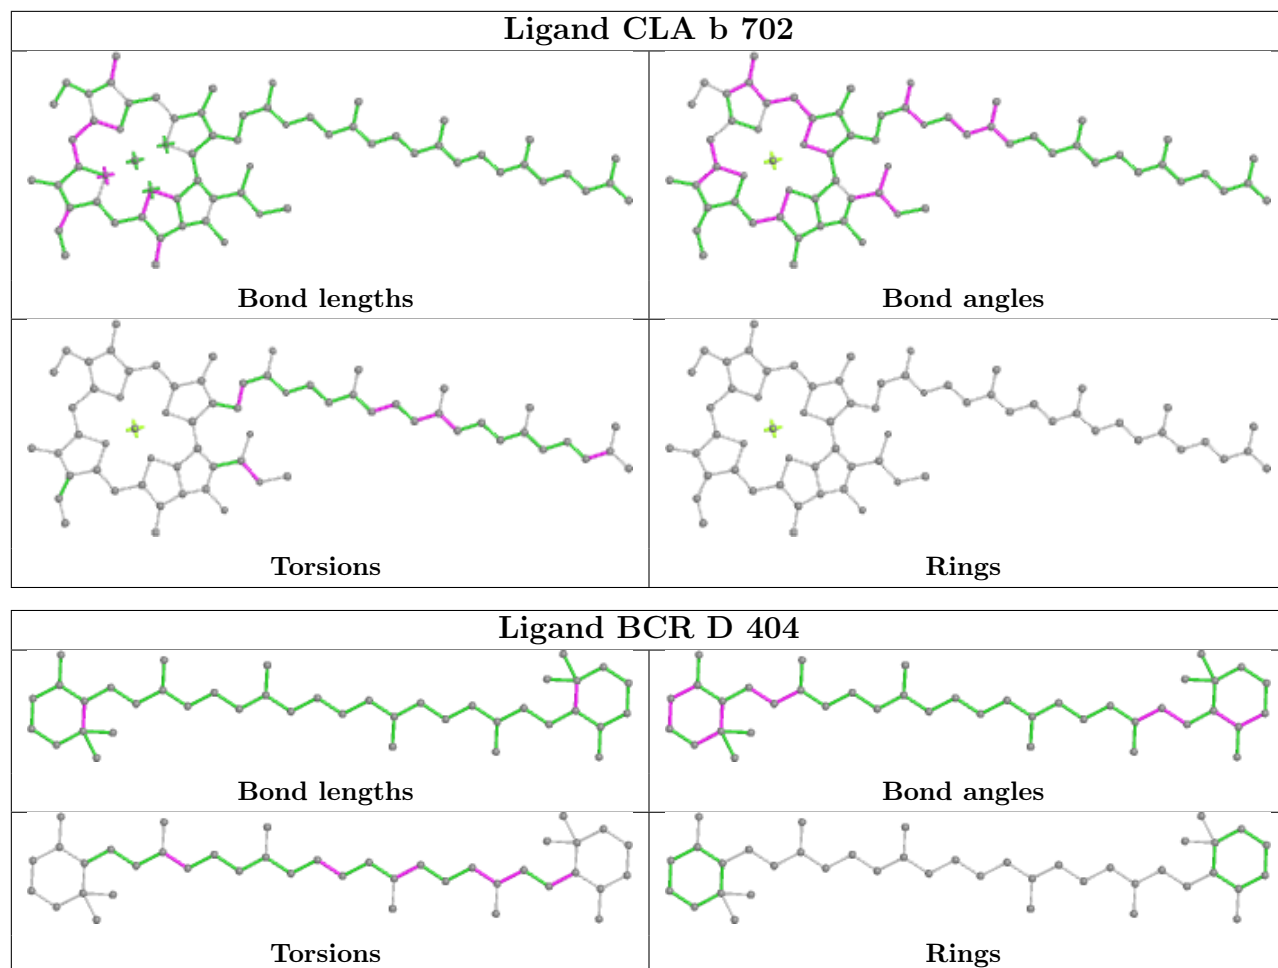 Ligand CLA b 702
Bond lengths
Bond angles
Torsions
Rings
Ligand BCR D 404
Bond lengths
Bond angles
Torsions
Rings